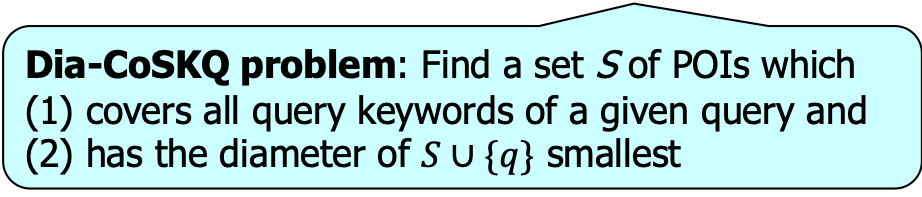 Dia-CoSKQ problem: Find a set S of POIs which
(1) covers all query keywords of a given query and
(2) has the diameter of S ∪ {q} smallest